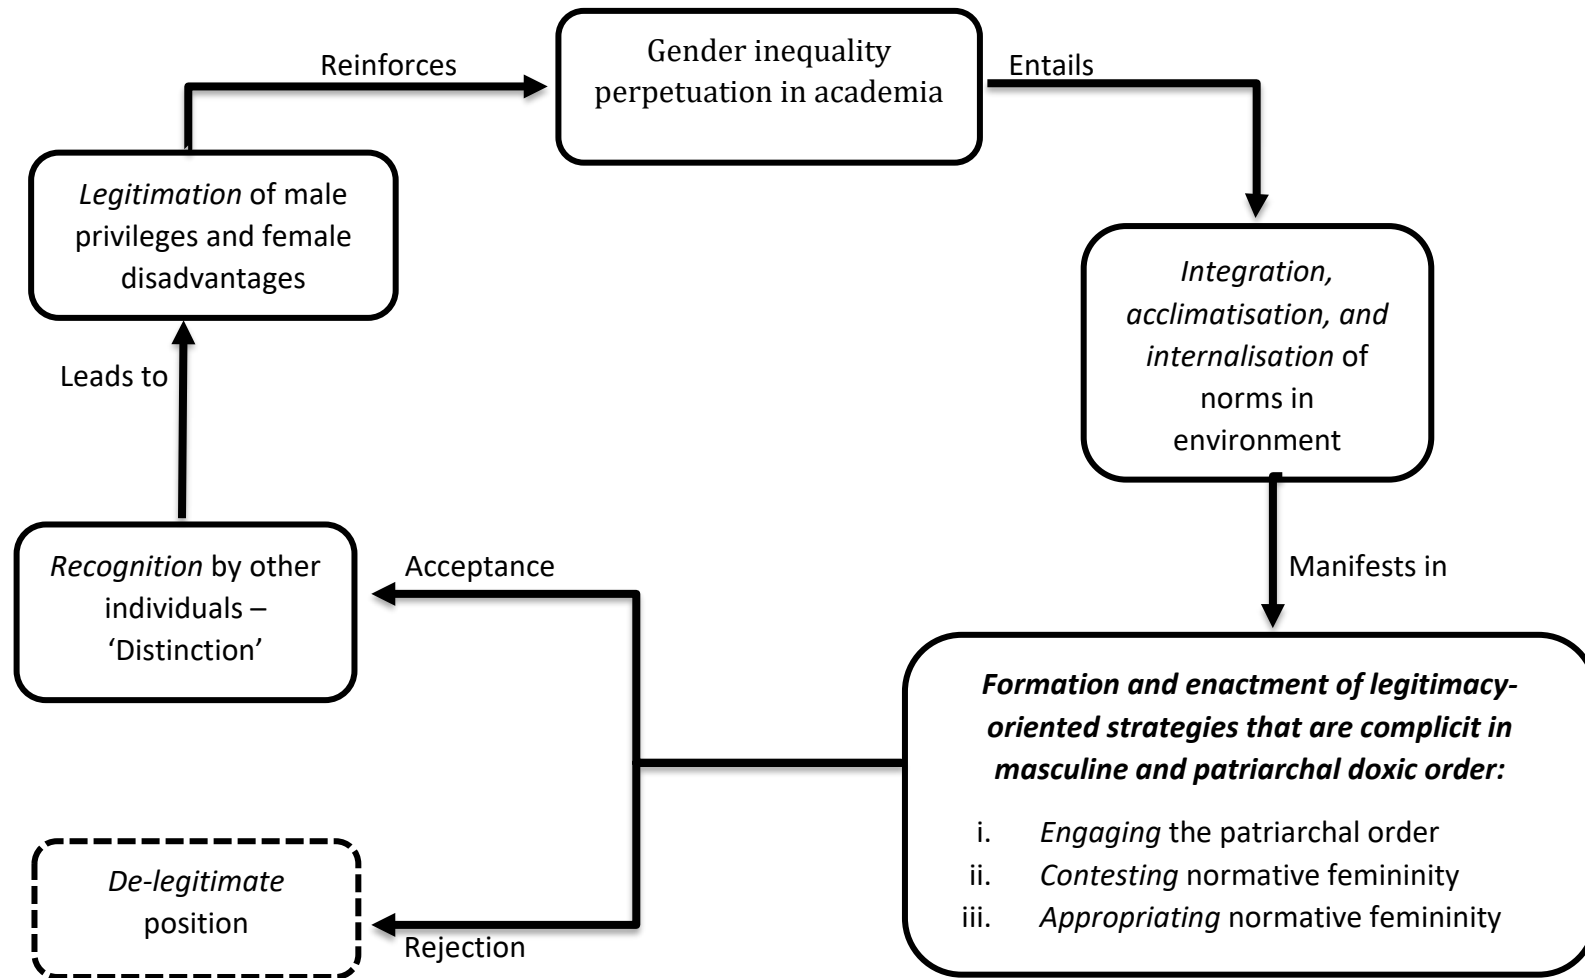 Gender inequality
perpetuation in academia
Reinforces
Entails
Legitimation of male
privileges and female
disadvantages
Integration,
acclimatisation, and
internalisation of
norms in
environment
Leads to
Manifests in
Recognition by other
individuals –
‘Distinction’
Acceptance
Formation and enactment of legitimacy-
oriented strategies that are complicit in
masculine and patriarchal doxic order:
i. Engaging the patriarchal order
ii. Contesting normative femininity
iii. Appropriating normative femininity
De-legitimate
position
Rejection